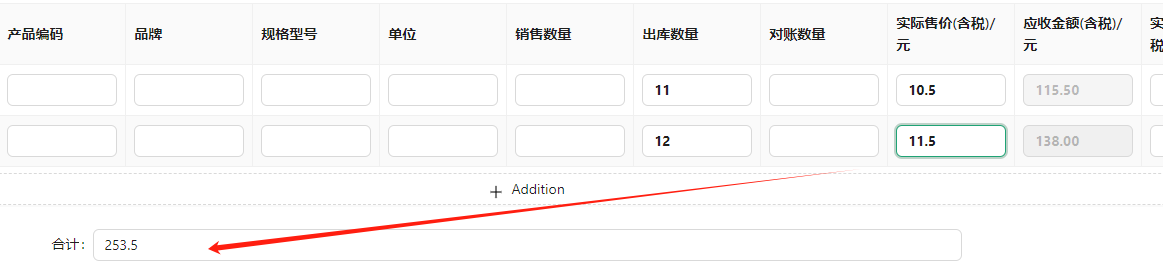 产品编码 品牌 规格型号 单位 销售数量 出库数量 对账数量 实际售价(含税)/ 应收金额(含税)/ 实
元 元 税
11 10.5 115.50
12 11.5 138.00
+ Addition
合计: 253.5